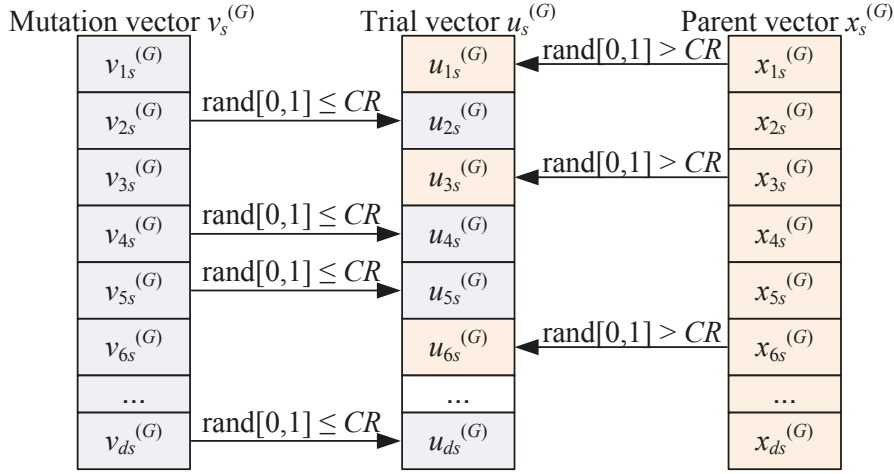 Mutation vector v_s^(G) Trial vector u_s^(G) Parent vector x_s^(G)
v_1s^(G) u_1s^(G) rand[0,1] > CR x_1s^(G)
v_2s^(G) rand[0,1] ≤ CR u_2s^(G) x_2s^(G)
v_3s^(G) u_3s^(G) rand[0,1] > CR x_3s^(G)
v_4s^(G) rand[0,1] ≤ CR u_4s^(G) x_4s^(G)
v_5s^(G) rand[0,1] ≤ CR u_5s^(G) x_5s^(G)
v_6s^(G) u_6s^(G) rand[0,1] > CR x_6s^(G)
... ... ...
v_ds^(G) rand[0,1] ≤ CR u_ds^(G) x_ds^(G)